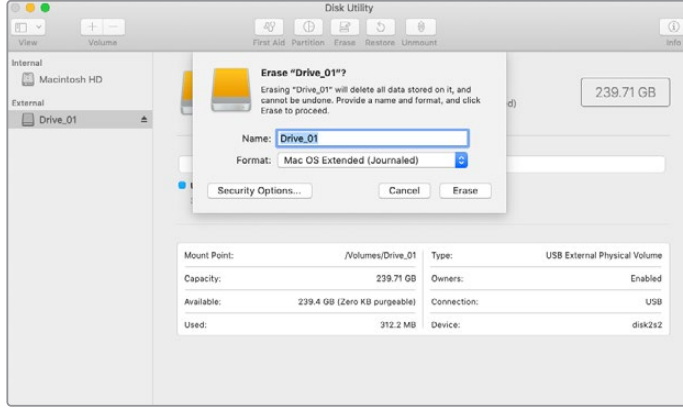 Disk Utility
View
Volume
First Aid Partition Erase Restore Unmount
Info
Internal
Macintosh HD
External
Drive_01
Erase “Drive_01”?
Erasing “Drive_01” will delete all data stored on it, and
cannot be undone. Provide a name and format, and click
Erase to proceed.
Name: Drive_01
Format: Mac OS Extended (Journaled)
Security Options...
Cancel
Erase
d)
239.71 GB
Mount Point: /Volumes/Drive_01
Type: USB External Physical Volume
Capacity: 239.71 GB
Owners: Enabled
Available: 239.4 GB (Zero KB purgeable)
Connection: USB
Used: 312.2 MB
Device: disk2s2